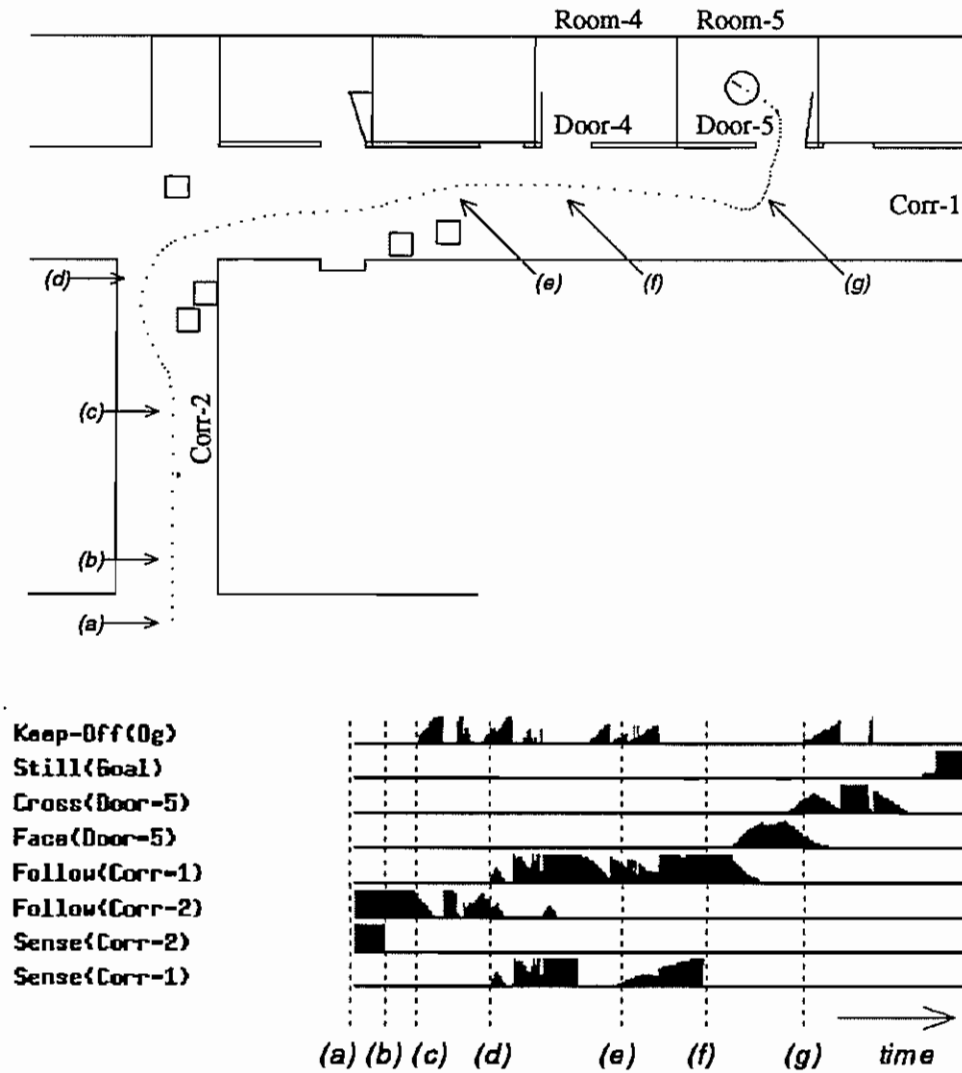 Room-4 Room-5
Door-4 Door-5
Corr-1
(d) (e) (f) (g)
(c)
Corr-2
(b)
(a)
Keep-Off(Og)
Still(Goal)
Cross(Door-5)
Face(Door-5)
Follow(Corr-1)
Follow(Corr-2)
Sense(Corr-2)
Sense(Corr-1)
(a) (b) (c) (d) (e) (f) (g) time